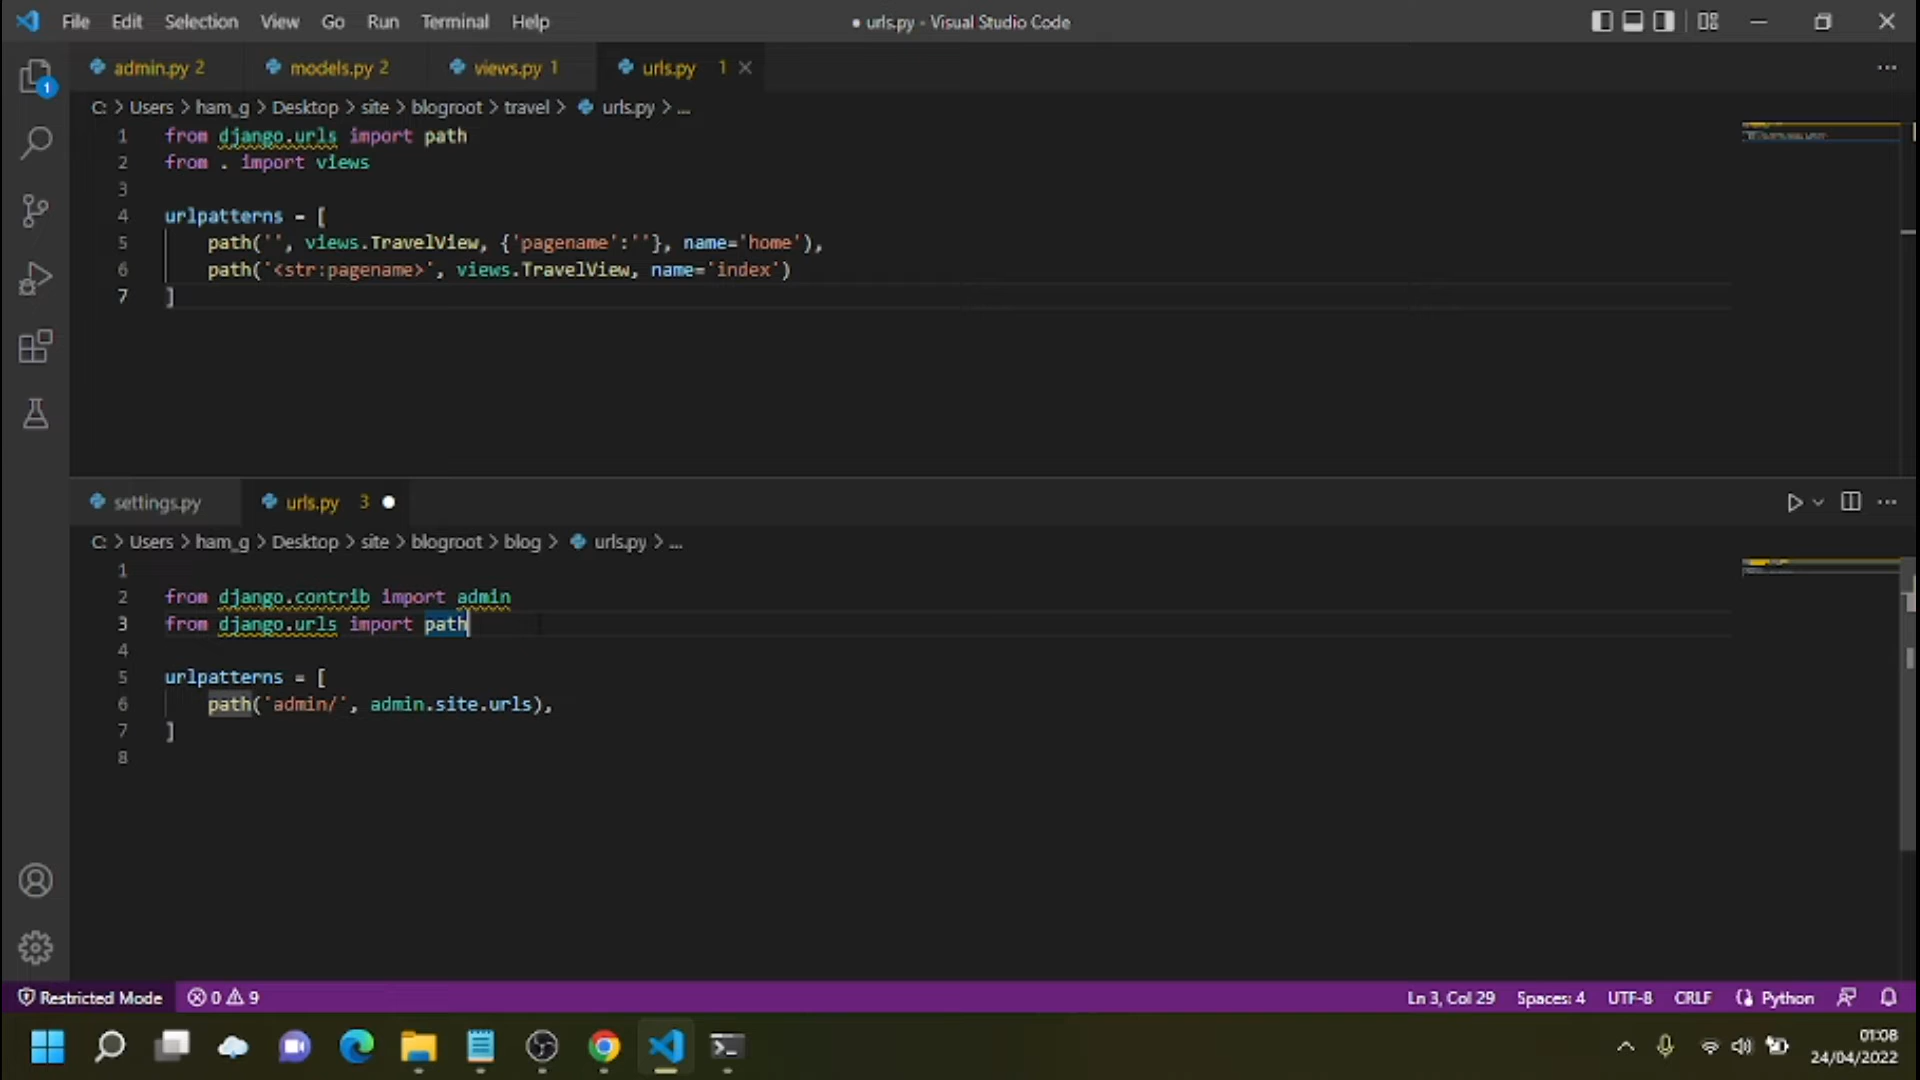 File Edit Selection View Go Run Terminal Help
● urls.py - Visual Studio Code
1
admin.py 2
models.py 2
views.py 1
urls.py 1
C: > Users > ham_g > Desktop > site > blogroot > travel > urls.py > ...
1 from django.urls import path
2 from . import views
3
4 urlpatterns = [
5 path('', views.TravelView, {'pagename':''}, name='home'),
6 path('<str:pagename>', views.TravelView, name='index')
7 ]
settings.py
urls.py 3
C: > Users > ham_g > Desktop > site > blogroot > blog > urls.py > ...
1
2 from django.contrib import admin
3 from django.urls import path
4
5 urlpatterns = [
6 path('admin/', admin.site.urls),
7 ]
8
Restricted Mode 0 9 Ln 3, Col 29 Spaces: 4 UTF-8 CRLF Python
01:08
24/04/2022